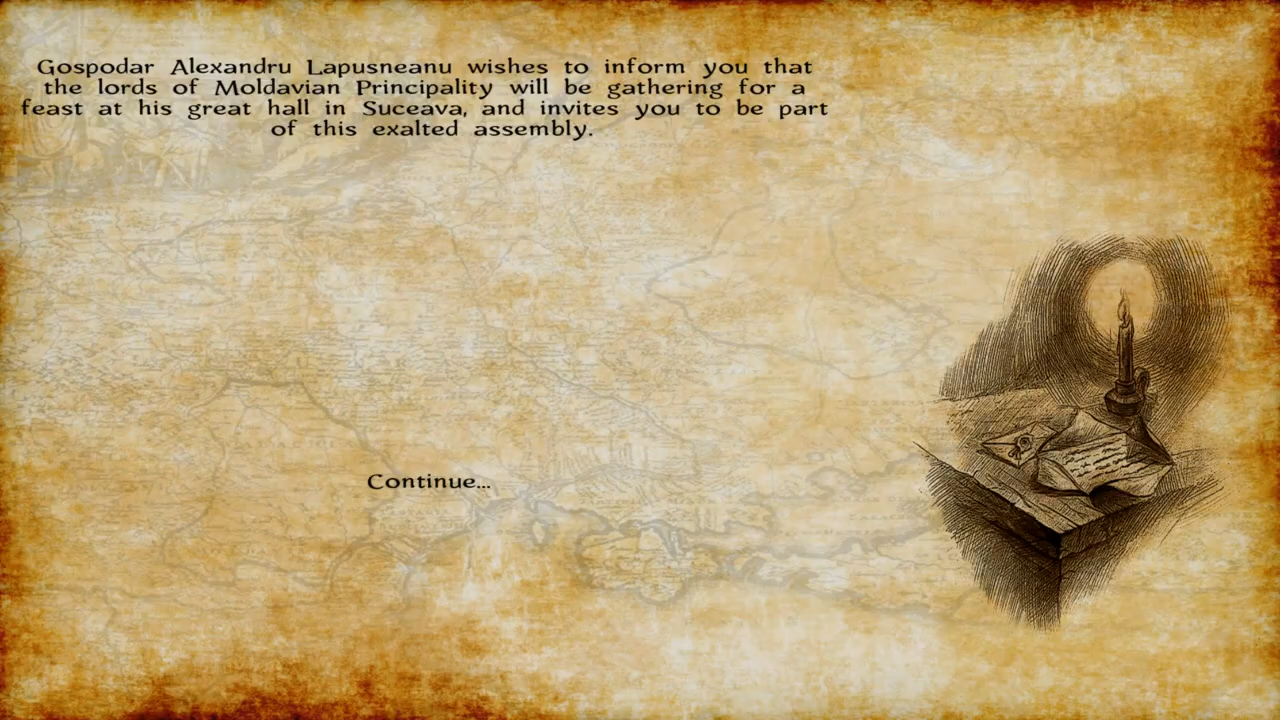 Gospodar Alexandru Lapusneanu wishes to inform you that
the lords of Moldavian Principality will be gathering for a
feast at his great hall in Suceava, and invites you to be part
of this exalted assembly.
Continue...